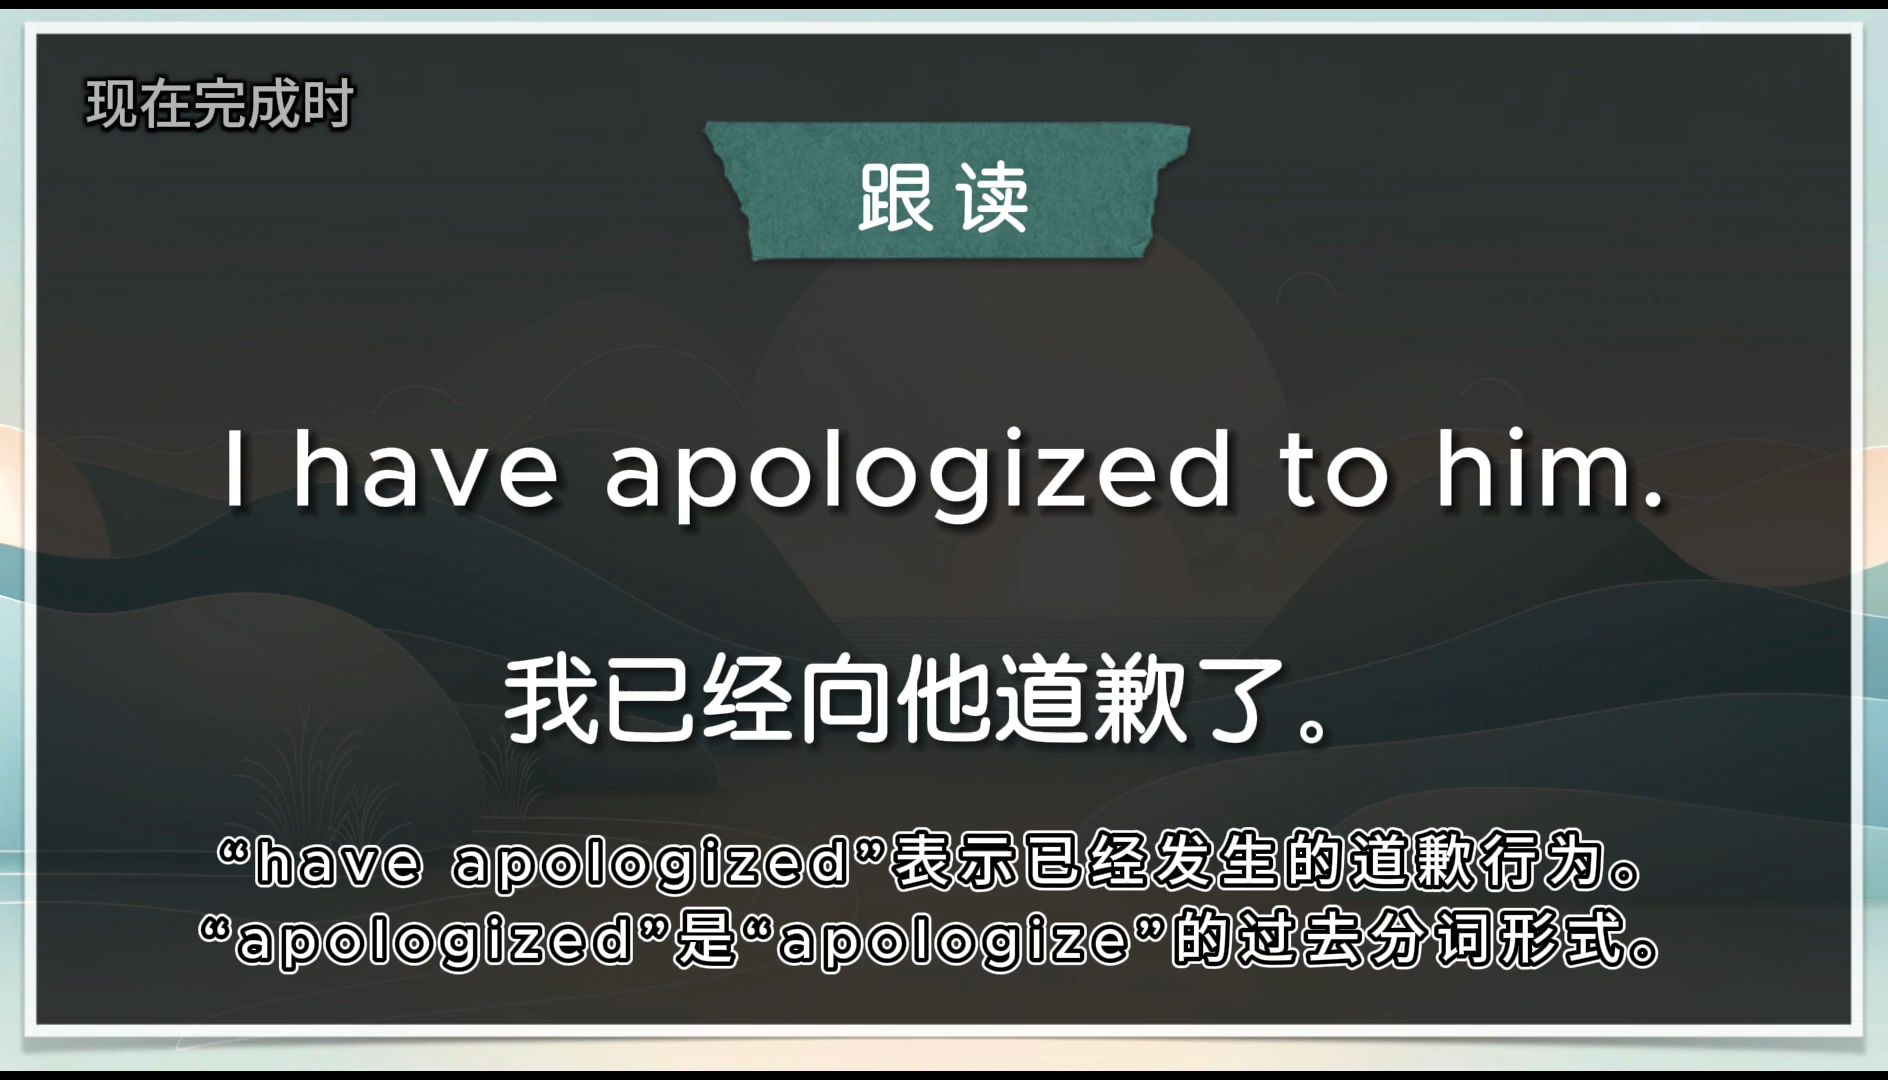 现在完成时
跟读
I have apologized to him.
我已经向他道歉了。
“have apologized”表示已经发生的道歉行为。
“apologized”是“apologize”的过去分词形式。